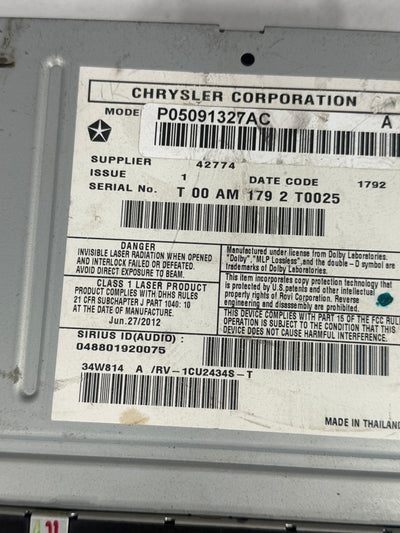 CHRYSLER CORPORATION
MODE P05091327AC A
SUPPLIER 42774
ISSUE 1 DATE CODE 1792
SERIAL No. T 00 AM 179 2 T0025
DANGER
INVISIBLE LASER RADIATION WHEN OPENED
AND INTERLOCK FAILED OR DEFEATED.
AVOID DIRECT EXPOSURE TO BEAM.
CLASS 1 LASER PRODUCT
PRODUCT COMPLIES WITH DHHS RULES
21 CFR SUBCHAPTER J PART 1040: 10
AT THE DATE OF MANUFACTURE.
Jun.27/2012
Manufactured under license from Dolby Laboratories.
"Dolby", "MLP Lossless", and the double-D symbol are
trademarks of Dolby Laboratories.
This item incorporates copy protection technology that
is protected by U.S. patents and other intellectual
property rights of Rovi Corporation. Reverse
engineering and disassembly are prohibited.
THIS DEVICE COMPLIES WITH PART 15 OF THE FCC RUL
OPERATION IS SUBJECT TO THE CONDITION THAT THIS
DEVICE DOES NOT CAUSE HARMFUL INTERFERENCE.
SIRIUS ID(AUDIO) :
048801920075
34W814 A /RV-1CU2434S-T
MADE IN THAILAN
11